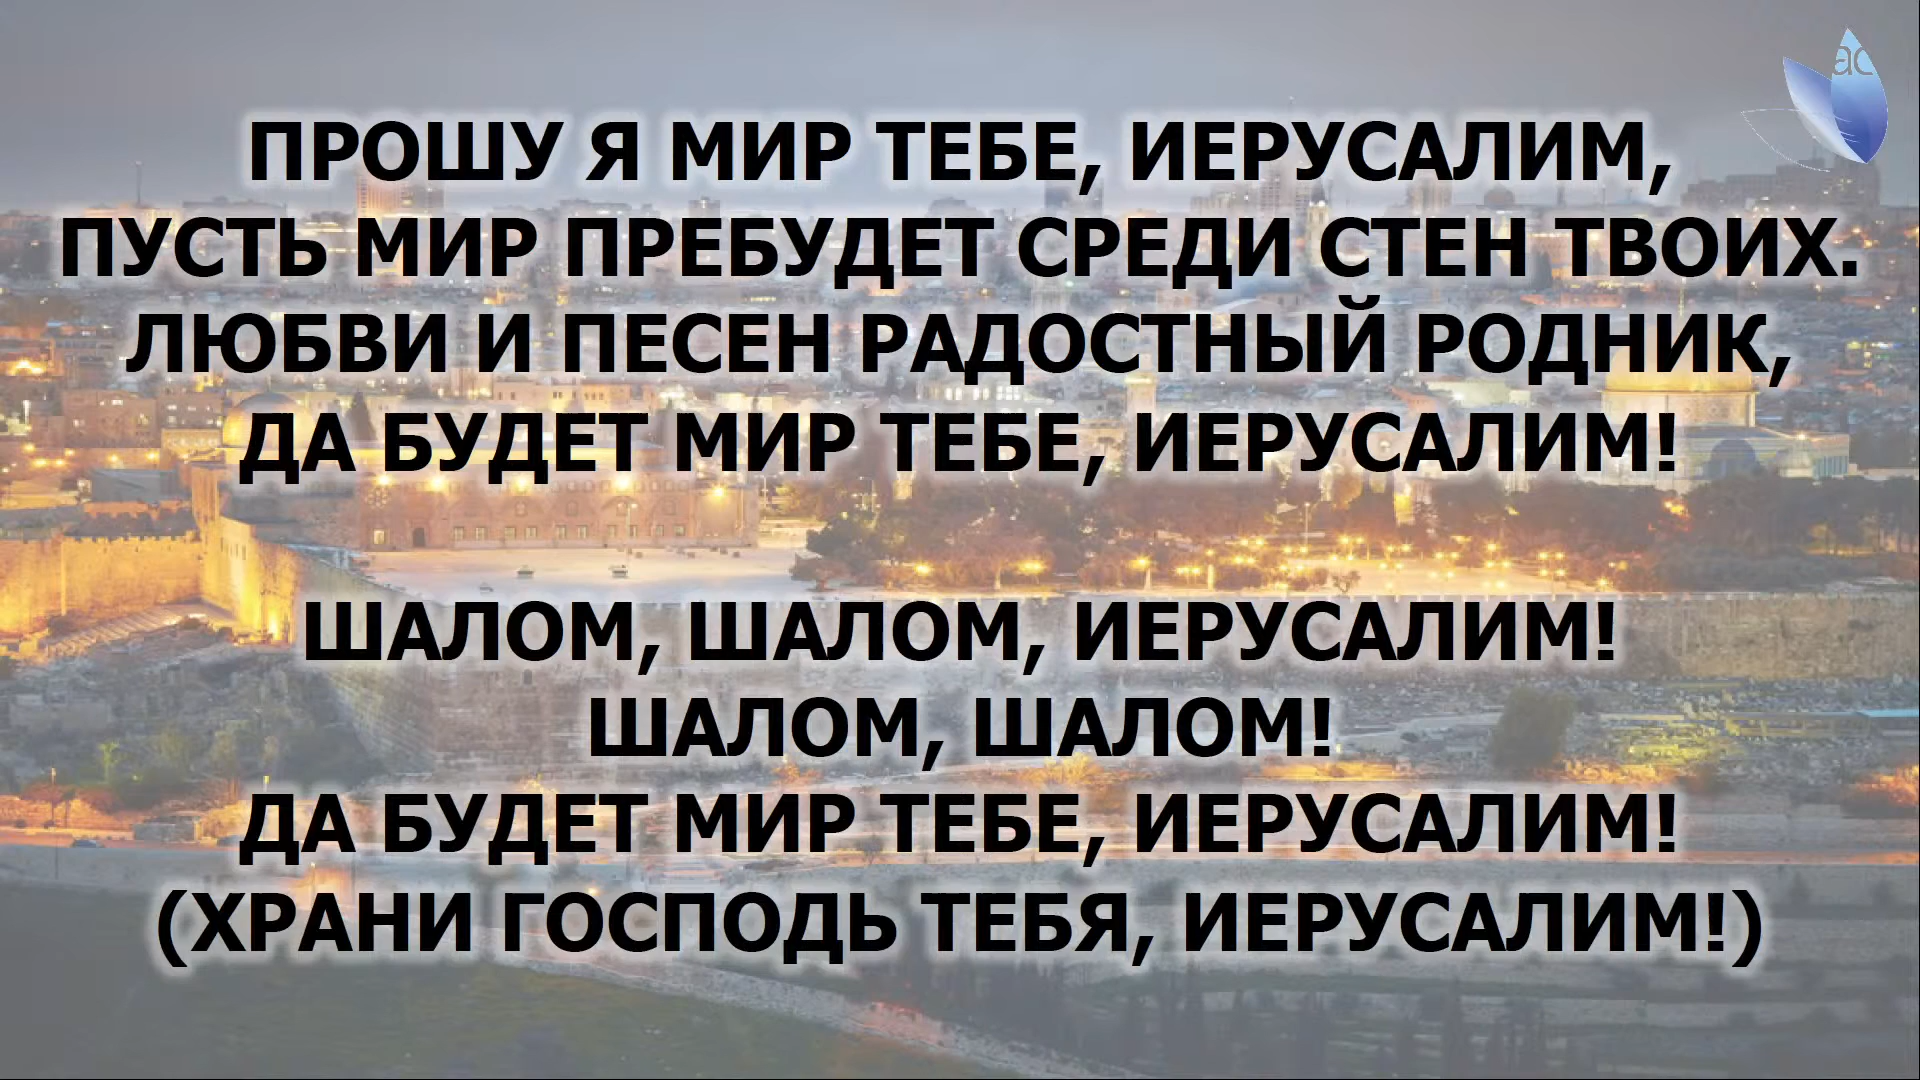 ас
ПРОШУ Я МИР ТЕБЕ, ИЕРУСАЛИМ,
ПУСТЬ МИР ПРЕБУДЕТ СРЕДИ СТЕН ТВОИХ.
ЛЮБВИ И ПЕСЕН РАДОСТНЫЙ РОДНИК,
ДА БУДЕТ МИР ТЕБЕ, ИЕРУСАЛИМ!
ШАЛОМ, ШАЛОМ, ИЕРУСАЛИМ!
ШАЛОМ, ШАЛОМ!
ДА БУДЕТ МИР ТЕБЕ, ИЕРУСАЛИМ!
(ХРАНИ ГОСПОДЬ ТЕБЯ, ИЕРУСАЛИМ!)